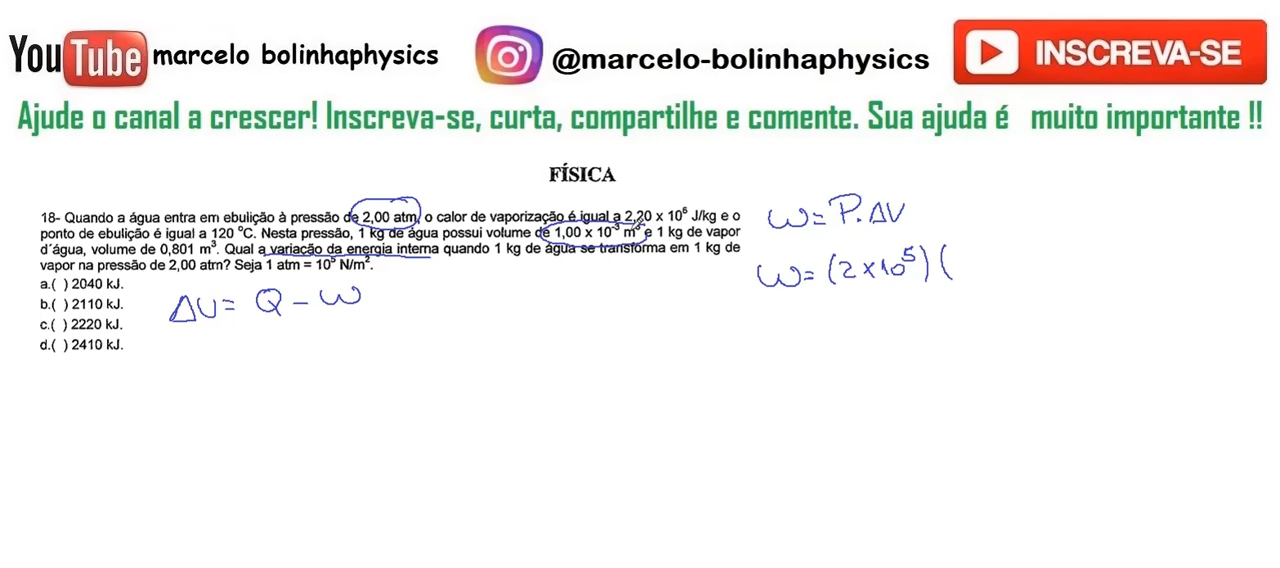 YouTube marcelo bolinhaphysics @marcelo-bolinhaphysics INSCREVA-SE
Ajude o canal a crescer! Inscreva-se, curta, compartilhe e comente. Sua ajuda é muito importante !!
FÍSICA
18- Quando a água entra em ebulição à pressão de 2,00 atm, o calor de vaporização é igual a 2,20 x 10⁶ J/kg e o
ponto de ebulição é igual a 120 °C. Nesta pressão, 1 kg de água possui volume de 1,00 x 10⁻³ m³ e 1 kg de vapor
d´água, volume de 0,801 m³. Qual a variação da energia interna quando 1 kg de água se transforma em 1 kg de
vapor na pressão de 2,00 atm? Seja 1 atm = 10⁵ N/m².
a.( ) 2040 kJ.
b.( ) 2110 kJ.
c.( ) 2220 kJ.
d.( ) 2410 kJ.
ΔU = Q - W
W = P.ΔV
W = (2 x 10⁵) (